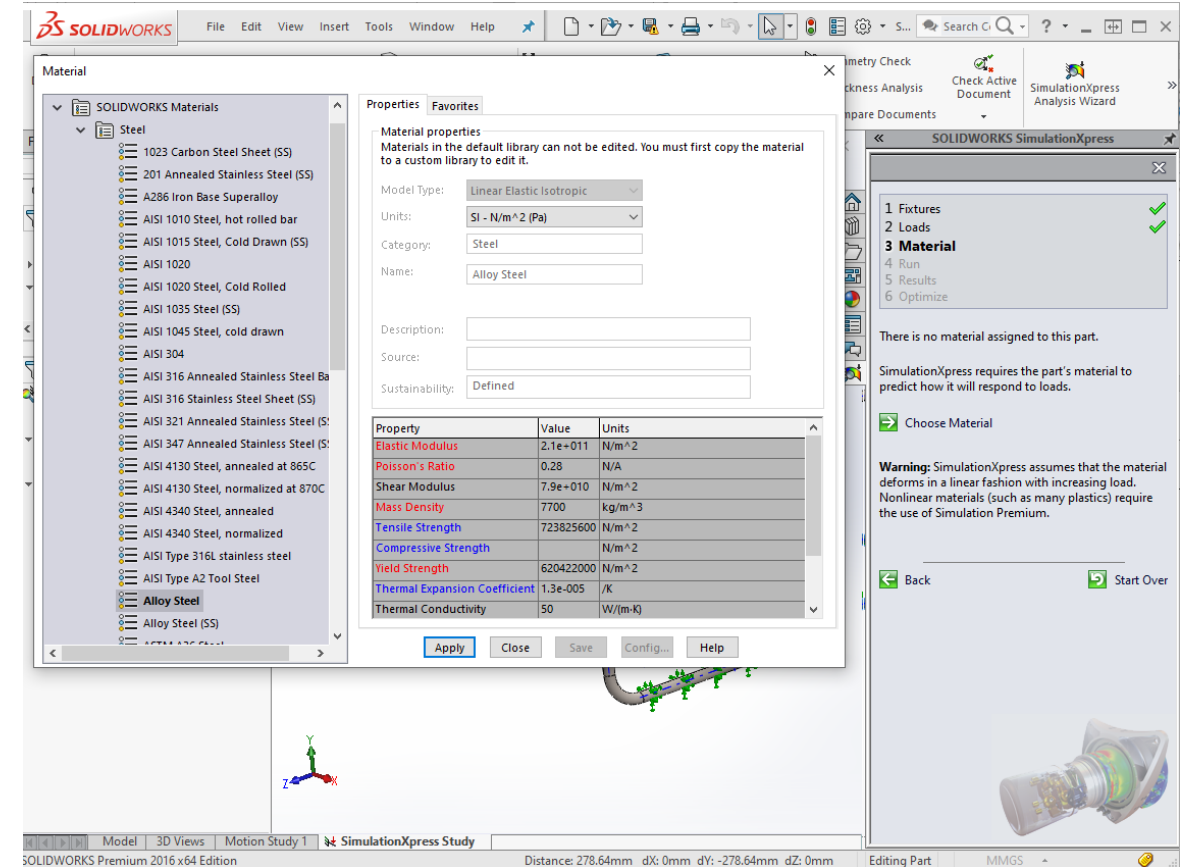 SOLIDWORKS
File Edit View Insert Tools Window Help
S...
Search C
?
Material
Check Active
Document
SimulationXpress
Analysis Wizard
SOLIDWORKS Materials
Steel
1023 Carbon Steel Sheet (SS)
201 Annealed Stainless Steel (SS)
A286 Iron Base Superalloy
AISI 1010 Steel, hot rolled bar
AISI 1015 Steel, Cold Drawn (SS)
AISI 1020
AISI 1020 Steel, Cold Rolled
AISI 1035 Steel (SS)
AISI 1045 Steel, cold drawn
AISI 304
AISI 316 Annealed Stainless Steel Ba
AISI 316 Stainless Steel Sheet (SS)
AISI 321 Annealed Stainless Steel (S
AISI 347 Annealed Stainless Steel (S
AISI 4130 Steel, annealed at 865C
AISI 4130 Steel, normalized at 870C
AISI 4340 Steel, annealed
AISI 4340 Steel, normalized
AISI Type 316L stainless steel
AISI Type A2 Tool Steel
Alloy Steel
Alloy Steel (SS)
Properties Favorites
Material properties
Materials in the default library can not be edited. You must first copy the material
to a custom library to edit it.
Model Type: Linear Elastic Isotropic
Units: SI - N/m^2 (Pa)
Category: Steel
Name: Alloy Steel
Description:
Source:
Sustainability: Defined
Property Value Units
Elastic Modulus 2.1e+011 N/m^2
Poisson's Ratio 0.28 N/A
Shear Modulus 7.9e+010 N/m^2
Mass Density 7700 kg/m^3
Tensile Strength 723825600 N/m^2
Compressive Strength N/m^2
Yield Strength 620422000 N/m^2
Thermal Expansion Coefficient 1.3e-005 /K
Thermal Conductivity 50 W/(m·K)
Apply Close Save Config... Help
metry Check
ckness Analysis
npare Documents
SOLIDWORKS SimulationXpress
1 Fixtures
2 Loads
3 Material
4 Run
5 Results
6 Optimize
There is no material assigned to this part.
SimulationXpress requires the part's material to
predict how it will respond to loads.
Choose Material
Warning: SimulationXpress assumes that the material
deforms in a linear fashion with increasing load.
Nonlinear materials (such as many plastics) require
the use of Simulation Premium.
Back Start Over
Y
Z X
Model 3D Views Motion Study 1 SimulationXpress Study
SOLIDWORKS Premium 2016 x64 Edition Distance: 278.64mm dX: 0mm dY: -278.64mm dZ: 0mm Editing Part MMGS